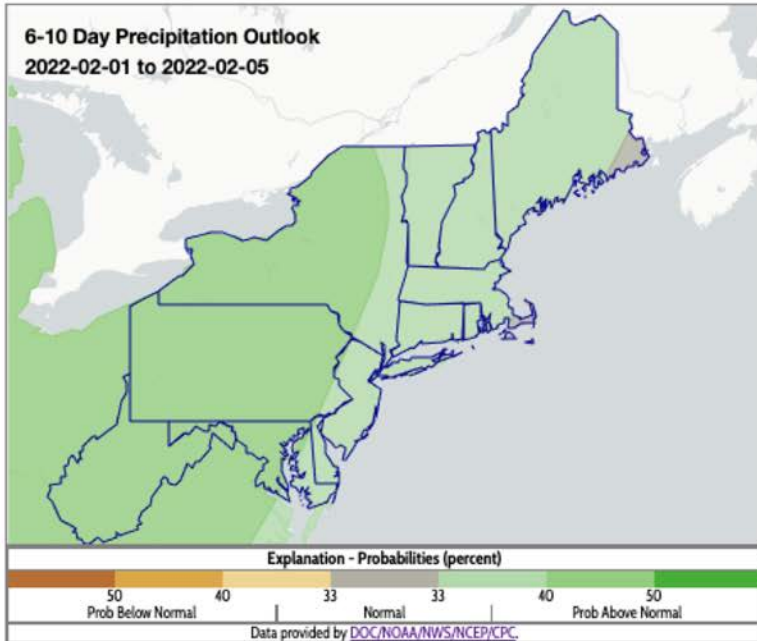 6-10 Day Precipitation Outlook
2022-02-01 to 2022-02-05
Explanation - Probabilities (percent)
50 40 33 33 40 50
Prob Below Normal | Normal | Prob Above Normal
Data provided by DOC/NOAA/NWS/NCEP/CPC.